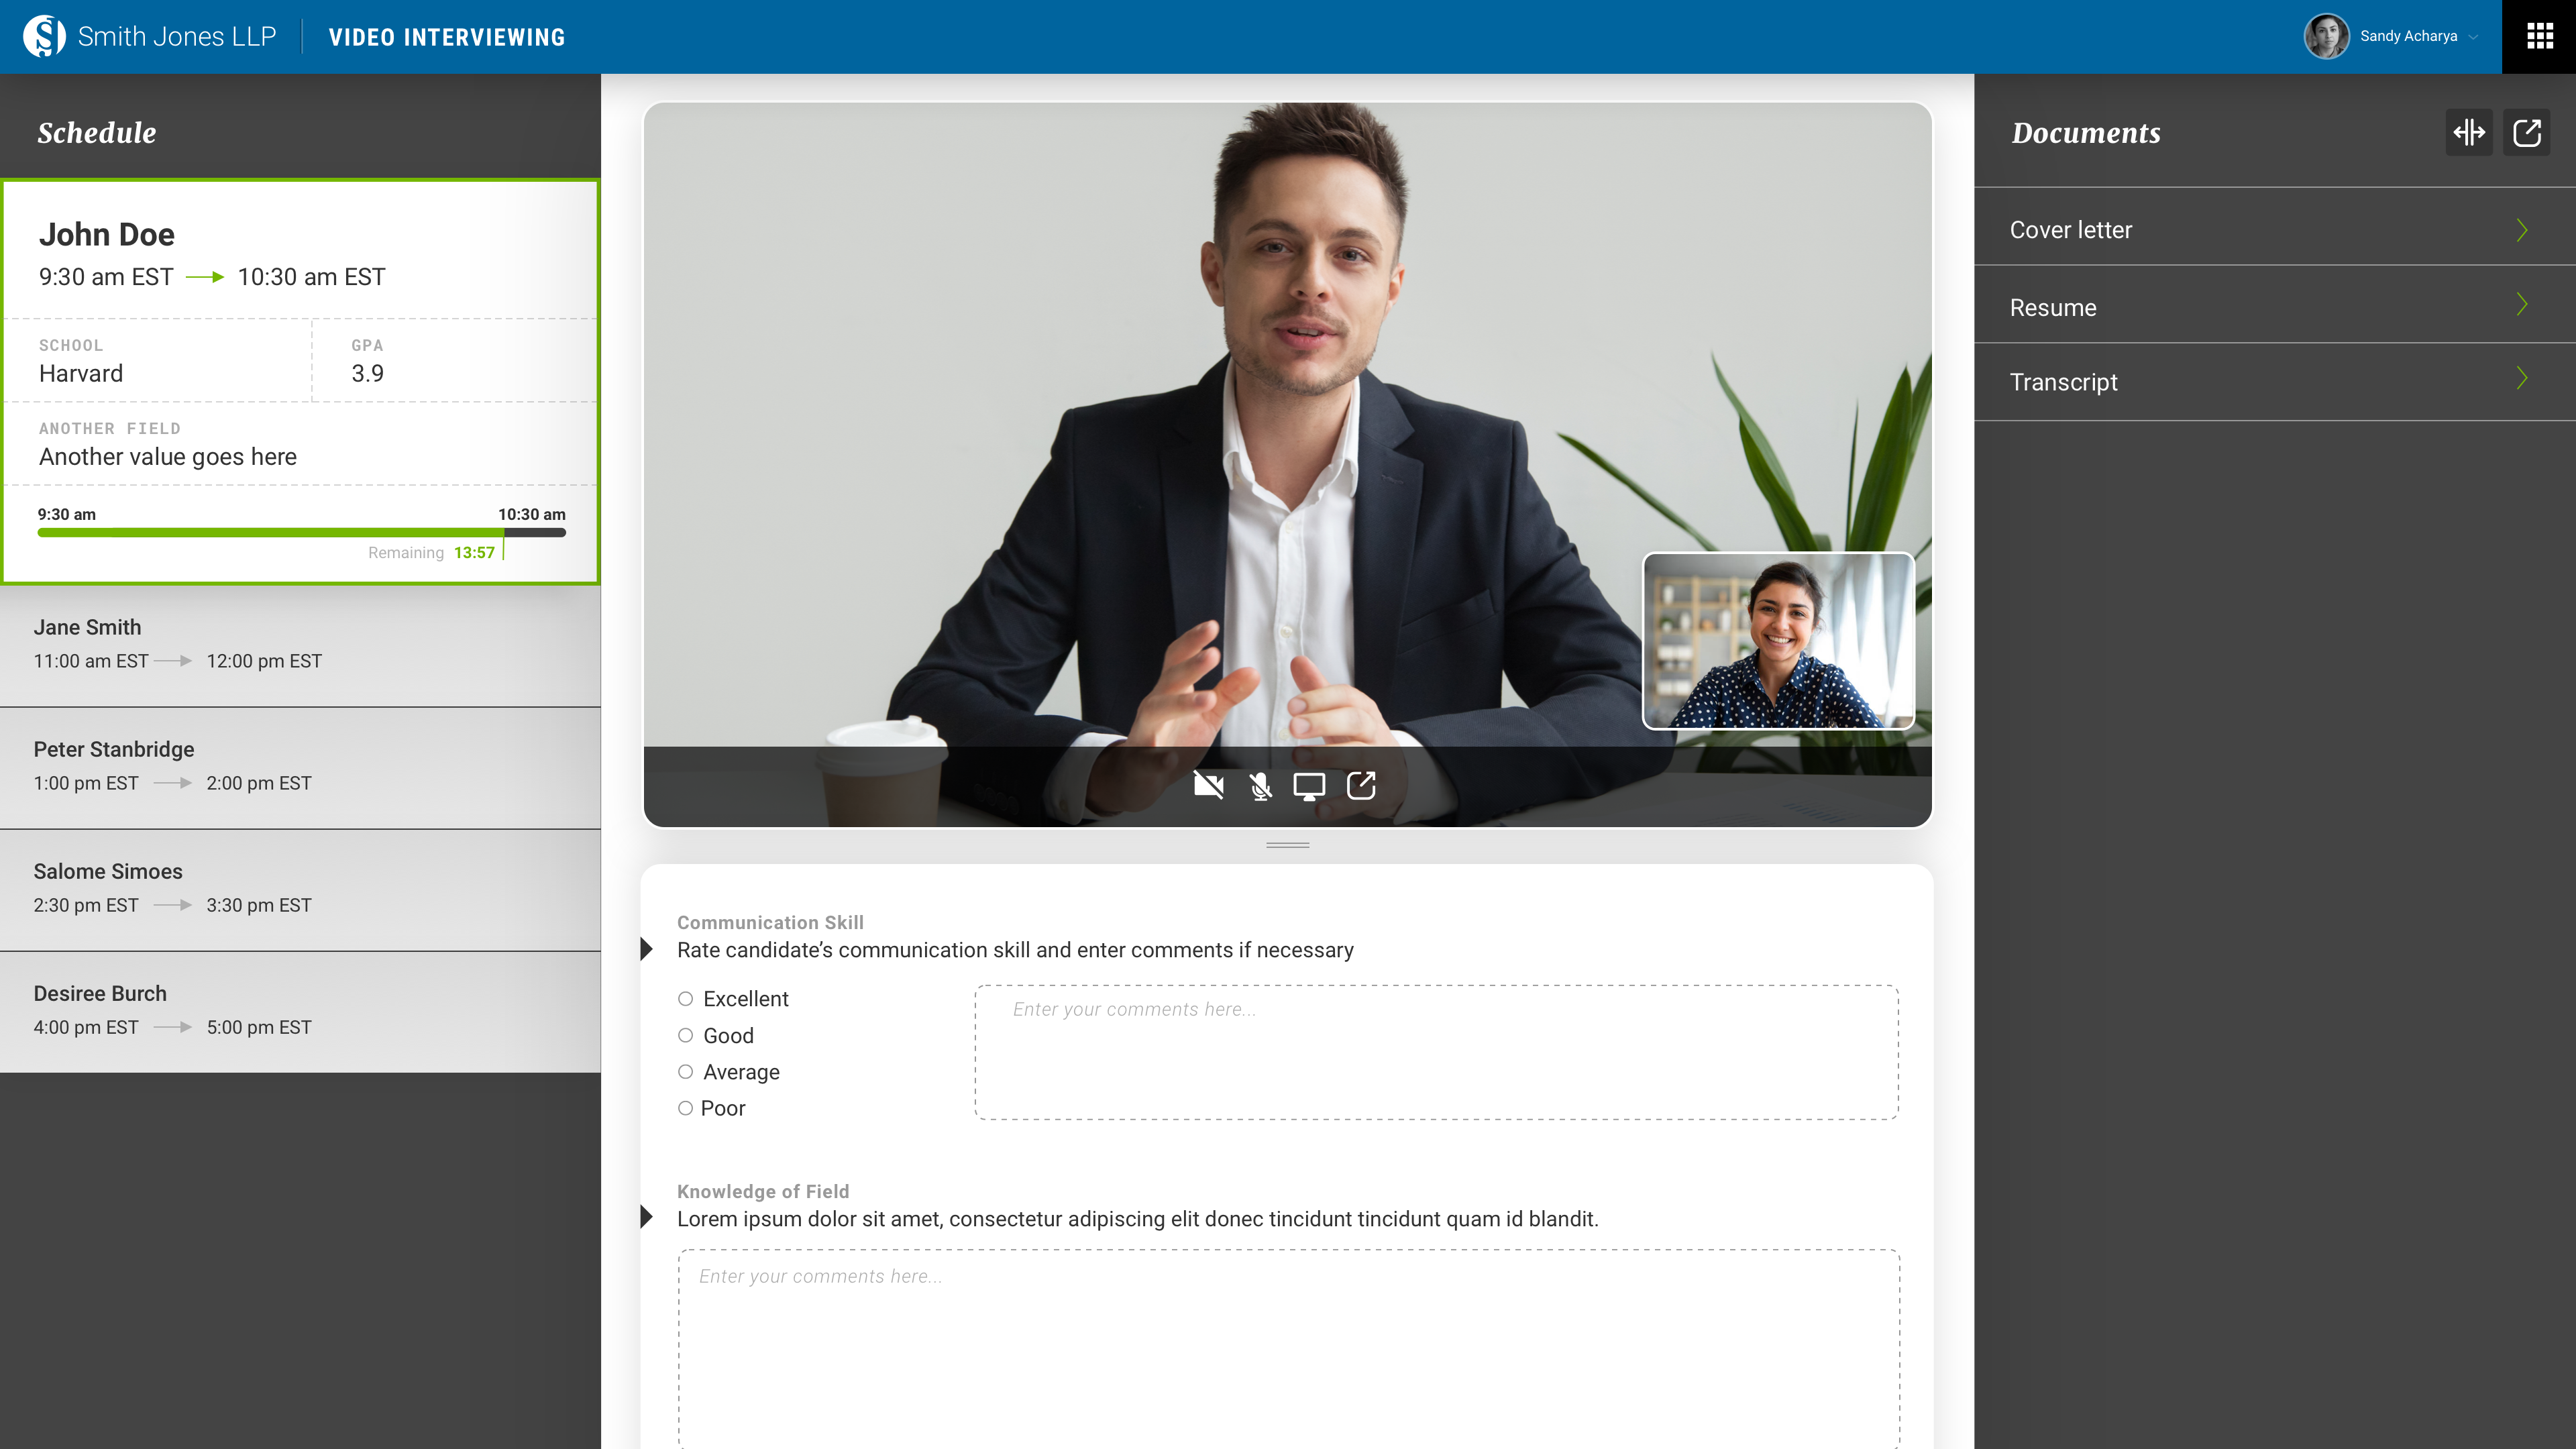 Smith Jones LLP
VIDEO INTERVIEWING
Sandy Acharya
Schedule
John Doe
9:30 am EST 10:30 am EST
SCHOOL
Harvard
GPA
3.9
ANOTHER FIELD
Another value goes here
9:30 am 10:30 am
Remaining 13:57
Jane Smith
11:00 am EST 12:00 pm EST
Peter Stanbridge
1:00 pm EST 2:00 pm EST
Salome Simoes
2:30 pm EST 3:30 pm EST
Desiree Burch
4:00 pm EST 5:00 pm EST
Communication Skill
Rate candidate’s communication skill and enter comments if necessary
Excellent
Good
Average
Poor
Enter your comments here...
Knowledge of Field
Lorem ipsum dolor sit amet, consectetur adipiscing elit donec tincidunt tincidunt quam id blandit.
Enter your comments here...
Documents
Cover letter
Resume
Transcript